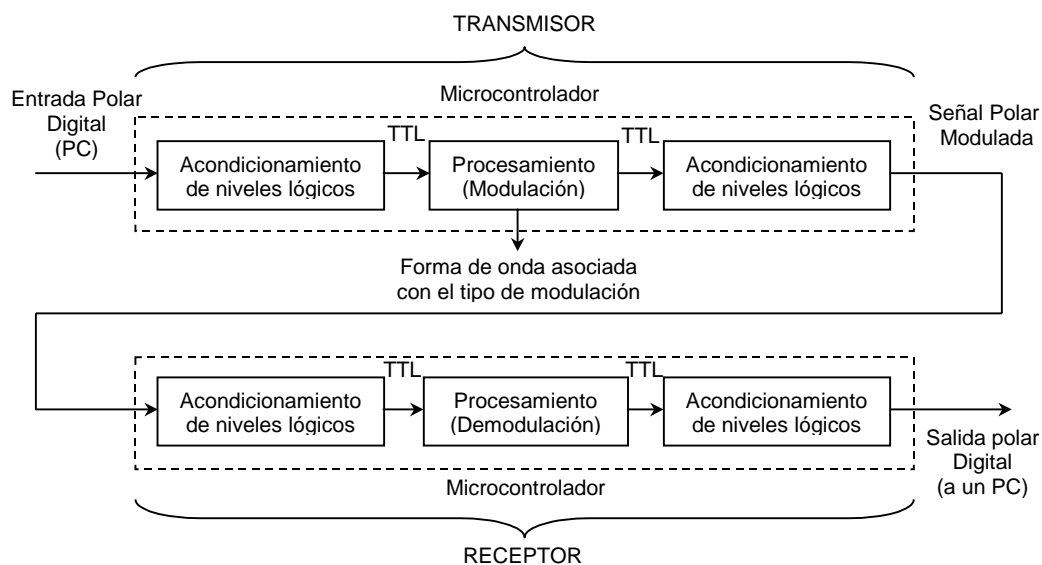 TRANSMISOR
Microcontrolador
Entrada Polar
Digital
(PC)
Señal Polar
Modulada
TTL
TTL
Acondicionamiento
de niveles lógicos
Procesamiento
(Modulación)
Acondicionamiento
de niveles lógicos
Forma de onda asociada
con el tipo de modulación
TTL
TTL
Acondicionamiento
de niveles lógicos
Procesamiento
(Demodulación)
Acondicionamiento
de niveles lógicos
Salida polar
Digital
(a un PC)
Microcontrolador
RECEPTOR